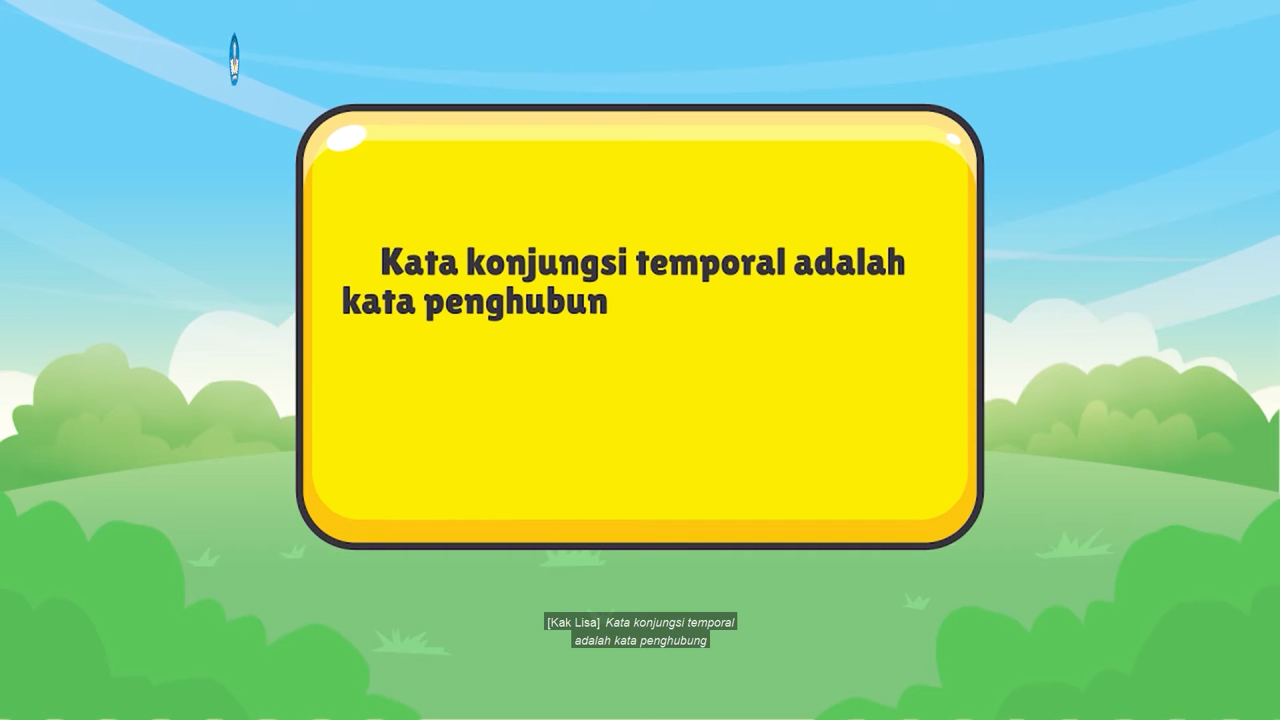 Kata konjungsi temporal adalah
kata penghubun
[Kak Lisa] Kata konjungsi temporal
adalah kata penghubung